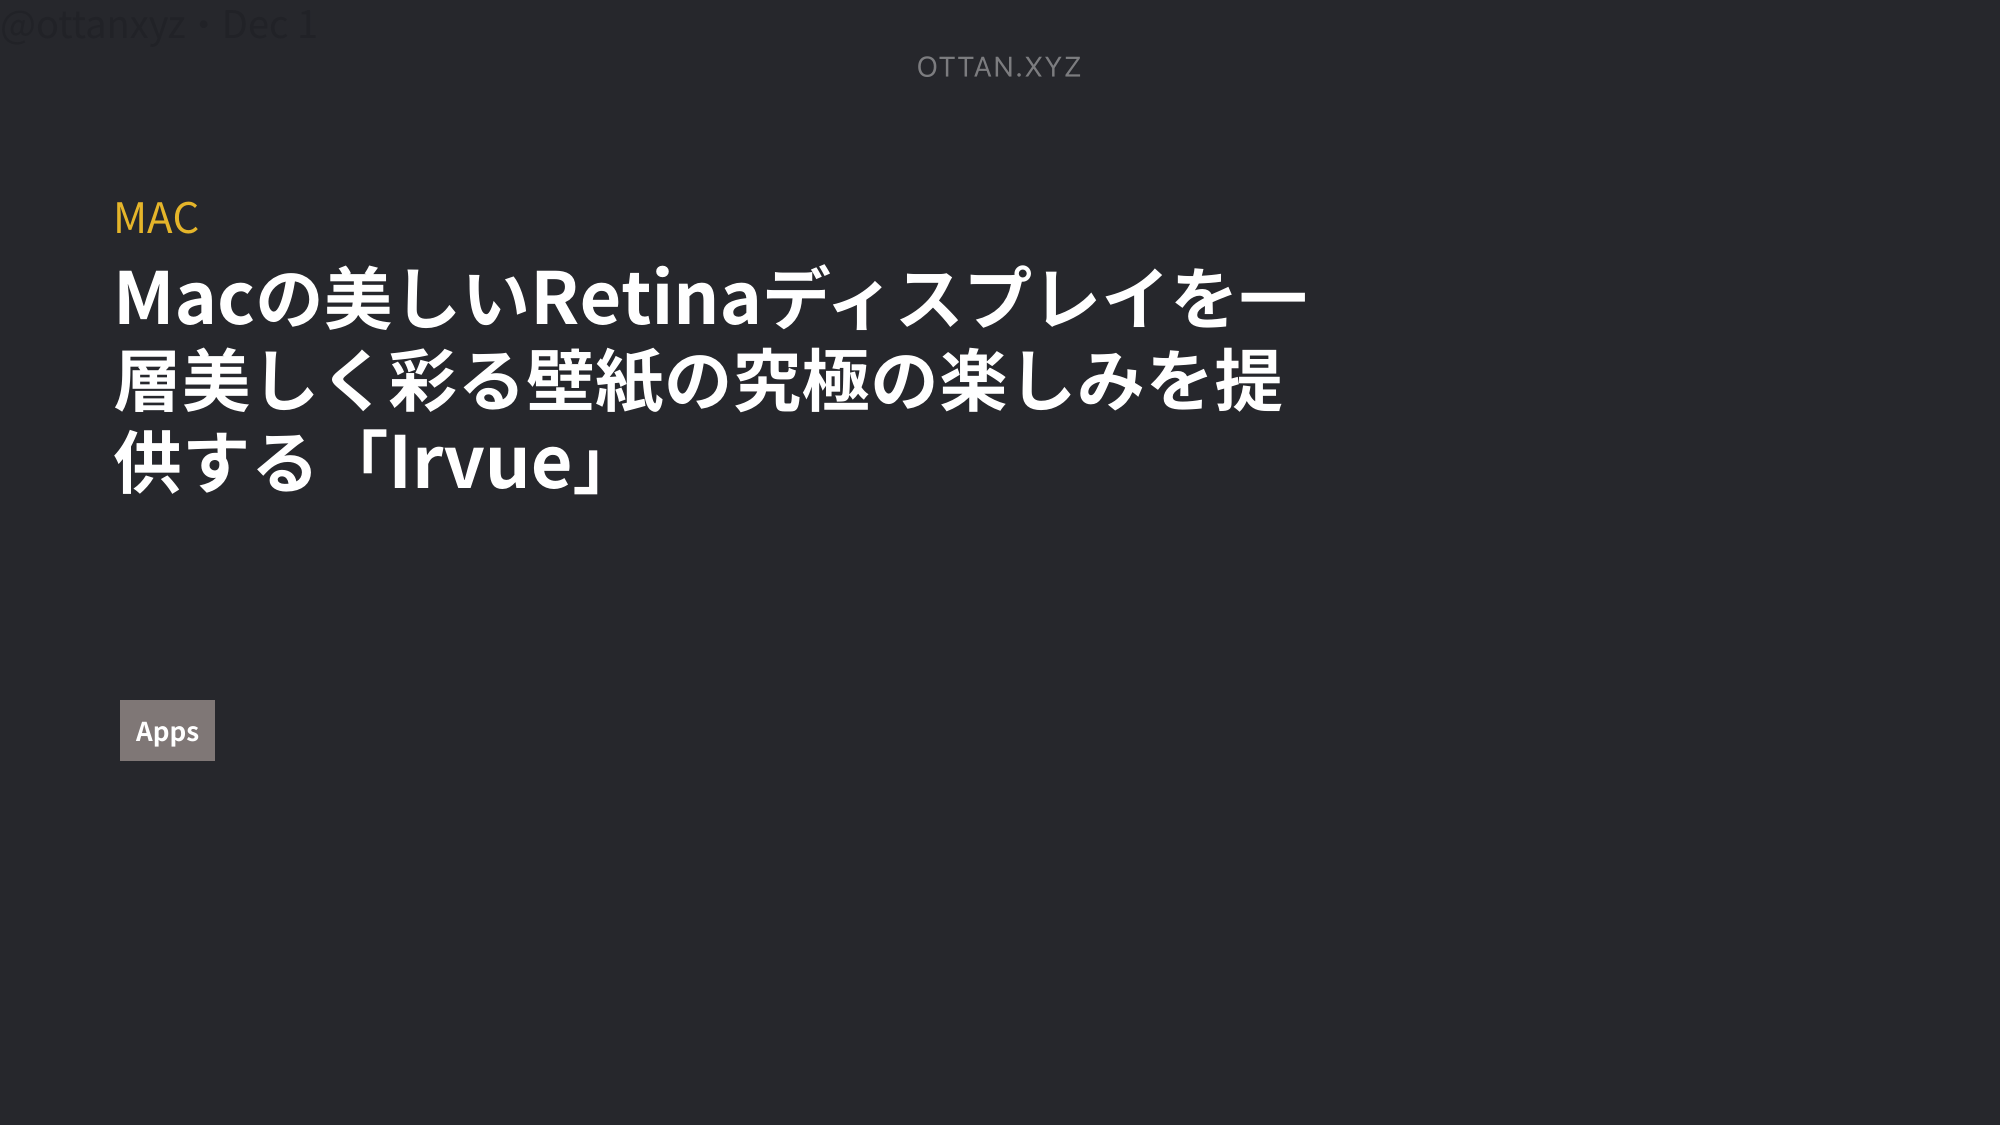 @ottanxyz・Dec 1
OTTAN.XYZ
MAC
Macの美しいRetinaディスプレイを一
層美しく彩る壁紙の究極の楽しみを提
供する「Irvue」
Apps